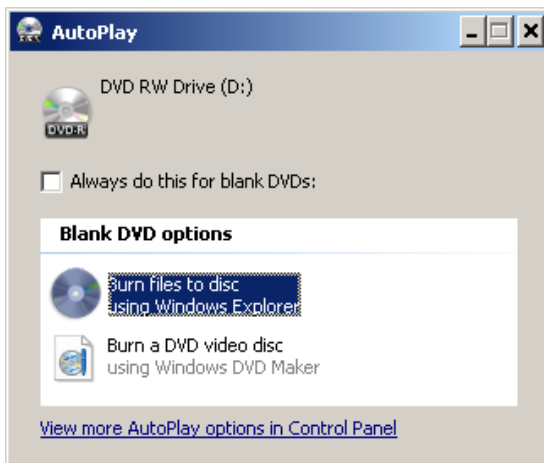 AutoPlay
DVD RW Drive (D:)
DVD-R
Always do this for blank DVDs:
Blank DVD options
Burn files to disc
using Windows Explorer
Burn a DVD video disc
using Windows DVD Maker
View more AutoPlay options in Control Panel